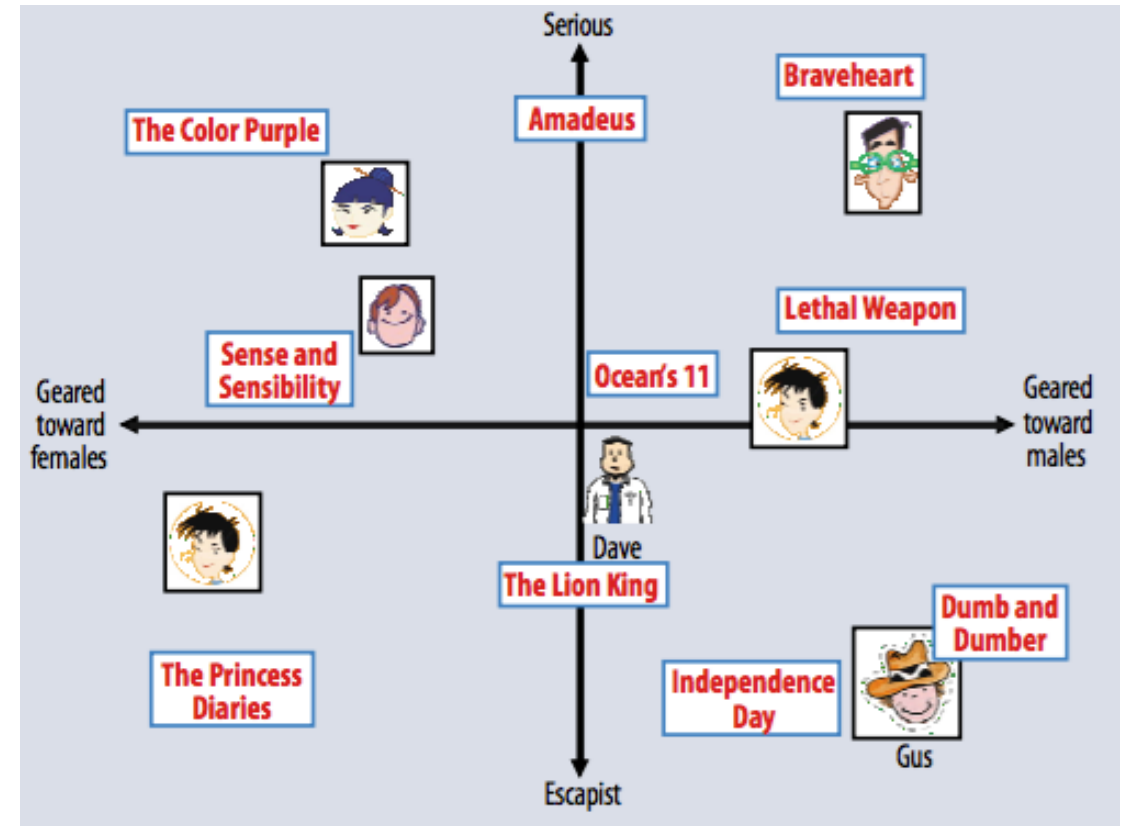 Serious
Braveheart
Amadeus
The Color Purple
Lethal Weapon
Sense and
Sensibility
Ocean's 11
Geared
toward
females
Geared
toward
males
Dave
The Lion King
Dumb and
Dumber
The Princess
Diaries
Independence
Day
Gus
Escapist